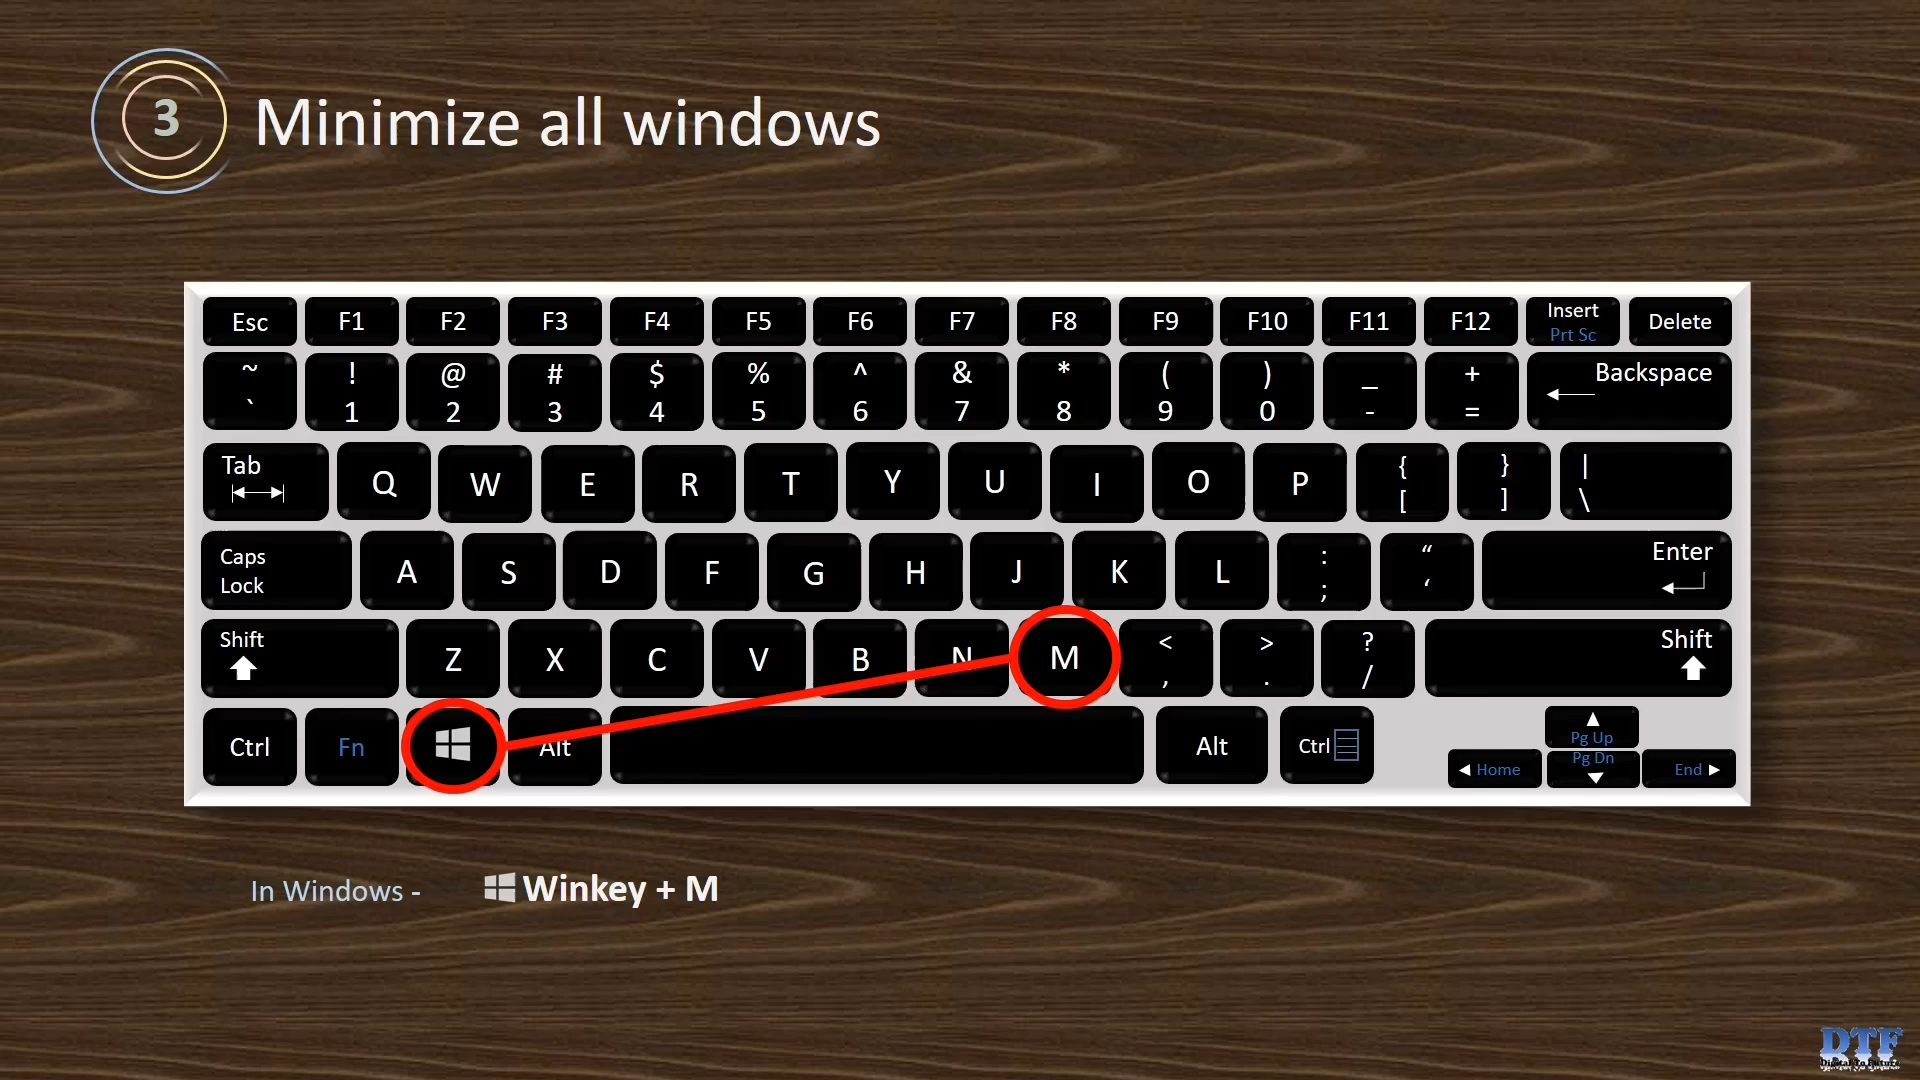 3 Minimize all windows
Esc F1 F2 F3 F4 F5 F6 F7 F8 F9 F10 F11 F12 Insert Delete
Prt Sc
~ ! @ # $ % ^ & * ( ) _ + Backspace
` 1 2 3 4 5 6 7 8 9 0 - =
Tab Q W E R T Y U I O P { } |
[ ] \
Caps A S D F G H J K L : “ Enter
Lock ; ‘
Shift Z X C V B N M < > ? Shift
, . /
Ctrl Fn Alt Alt Ctrl Pg Up
Home Pg Dn End
In Windows - Winkey + M
DTF